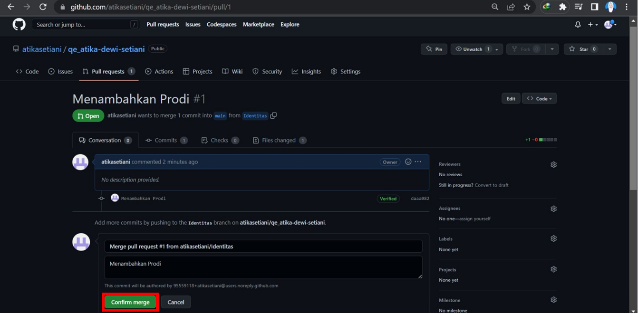 github.com/atikasetiani/qe_atika-dewi-setiani/pull/1
Search or jump to...
Pull requests Issues Codespaces Marketplace Explore
atikasetiani / qe_atika-dewi-setiani Public
Pin Unwatch 1 Fork Star 0
Code Issues Pull requests 1 Actions Projects Wiki Security Insights Settings
Menambahkan Prodi #1
Edit Code
Open atikasetiani wants to merge 1 commit into main from Identitas
Conversation 0 Commits 1 Checks 0 Files changed 1
+1 -0
atikasetiani commented 2 minutes ago Owner
No description provided.
Menambahkan Prodi Verified
Add more commits by pushing to the Identitas branch on atikasetiani/qe_atika-dewi-setiani.
Merge pull request #1 from atikasetiani/Identitas
Menambahkan Prodi
This commit will be authored by
Confirm merge Cancel
Reviewers
No reviews
Still in progress? Convert to draft
Assignees
No one—assign yourself
Labels
None yet
Projects
None yet
Milestone
No milestone